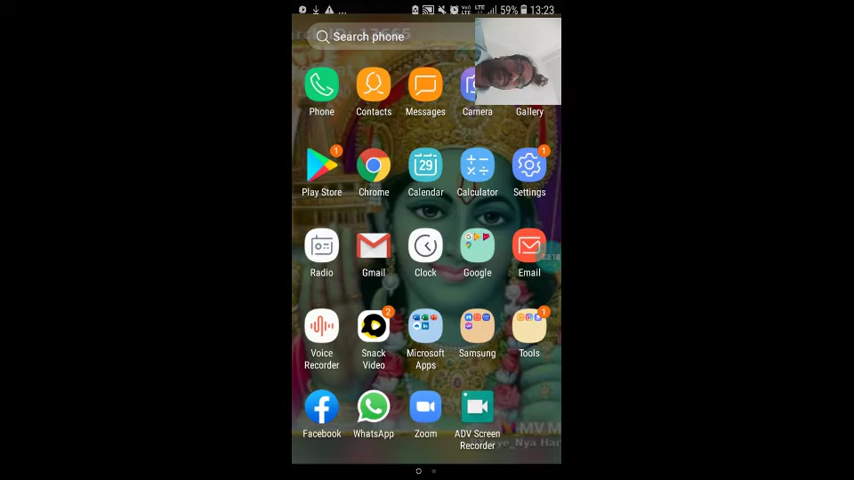 59% 13:23
Search phone
Phone Contacts Messages Camera Gallery
1 1
29
Play Store Chrome Calendar Calculator Settings
03:18
Radio Gmail Clock Google Email
2 1
Voice Recorder Snack Video Microsoft Apps Samsung Tools
Facebook WhatsApp Zoom ADV Screen Recorder